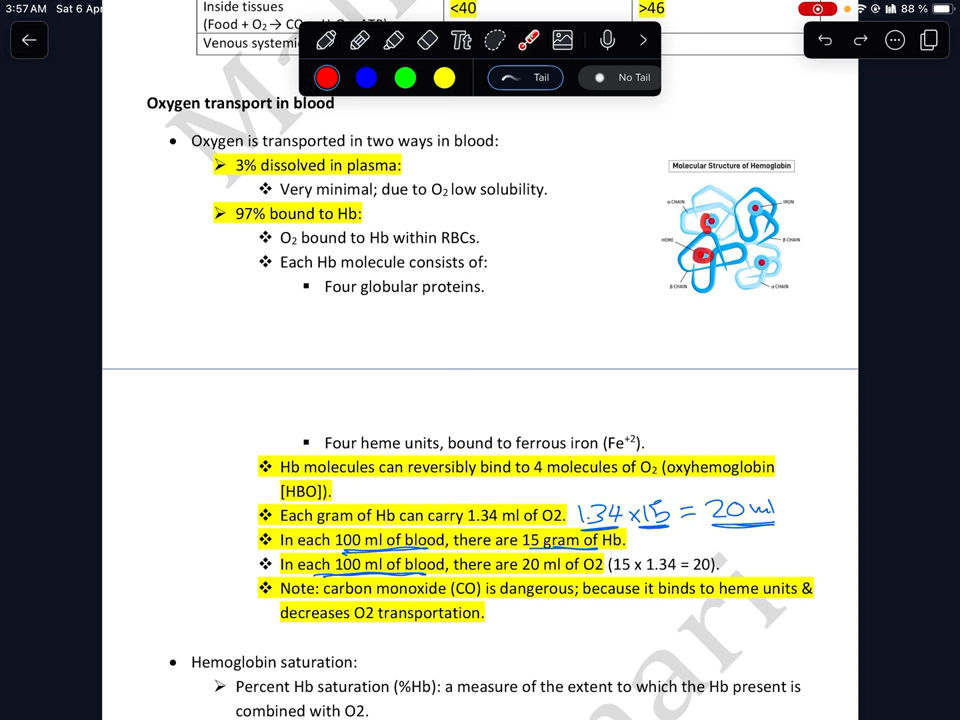 3:57 AM Sat 6 Apr
88 %
Inside tissues
<40
>46
(Food + O₂ → CO
Venous systemi
Tt
Tail
No Tail
Oxygen transport in blood
• Oxygen is transported in two ways in blood:
➢ 3% dissolved in plasma:
❖ Very minimal; due to O₂ low solubility.
➢ 97% bound to Hb:
❖ O₂ bound to Hb within RBCs.
❖ Each Hb molecule consists of:
▪ Four globular proteins.
Molecular Structure of Hemoglobin
α CHAIN
IRON
HEME
β CHAIN
β CHAIN
α CHAIN
▪ Four heme units, bound to ferrous iron (Fe⁺²).
❖ Hb molecules can reversibly bind to 4 molecules of O₂ (oxyhemoglobin
[HBO]).
❖ Each gram of Hb can carry 1.34 ml of O2. 1.34 x 15 = 20 ml
❖ In each 100 ml of blood, there are 15 gram of Hb.
❖ In each 100 ml of blood, there are 20 ml of O2 (15 x 1.34 = 20).
❖ Note: carbon monoxide (CO) is dangerous; because it binds to heme units &
decreases O2 transportation.
• Hemoglobin saturation:
➢ Percent Hb saturation (%Hb): a measure of the extent to which the Hb present is
combined with O2.